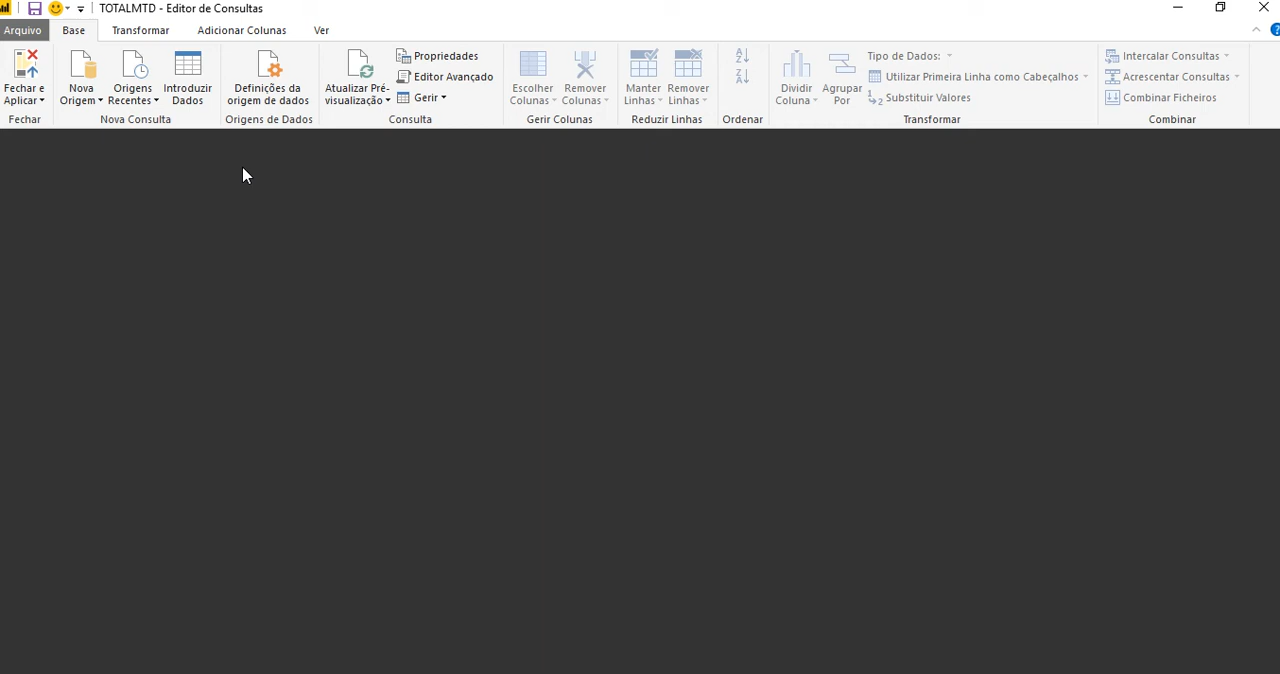 TOTALMTD - Editor de Consultas
Arquivo Base Transformar Adicionar Colunas Ver
Fechar e Aplicar
Fechar
Nova Origem
Origens Recentes
Introduzir Dados
Nova Consulta
Definições da origem de dados
Origens de Dados
Atualizar Pré-visualização
Propriedades
Editor Avançado
Gerir
Consulta
Escolher Colunas
Remover Colunas
Gerir Colunas
Manter Linhas
Remover Linhas
Reduzir Linhas
A
Z
Z
A
Ordenar
Dividir Coluna
Agrupar Por
Tipo de Dados:
Utilizar Primeira Linha como Cabeçalhos
1 2 Substituir Valores
Transformar
Intercalar Consultas
Acrescentar Consultas
Combinar Ficheiros
Combinar
?